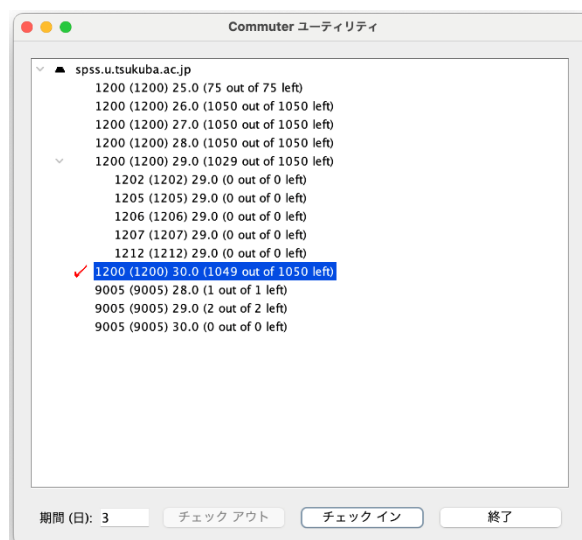 Commuter ユーティリティ
spss.u.tsukuba.ac.jp
1200 (1200) 25.0 (75 out of 75 left)
1200 (1200) 26.0 (1050 out of 1050 left)
1200 (1200) 27.0 (1050 out of 1050 left)
1200 (1200) 28.0 (1050 out of 1050 left)
1200 (1200) 29.0 (1029 out of 1050 left)
1202 (1202) 29.0 (0 out of 0 left)
1205 (1205) 29.0 (0 out of 0 left)
1206 (1206) 29.0 (0 out of 0 left)
1207 (1207) 29.0 (0 out of 0 left)
1212 (1212) 29.0 (0 out of 0 left)
1200 (1200) 30.0 (1049 out of 1050 left)
9005 (9005) 28.0 (1 out of 1 left)
9005 (9005) 29.0 (2 out of 2 left)
9005 (9005) 30.0 (0 out of 0 left)
期間 (日): 3 チェック アウト チェック イン 終了